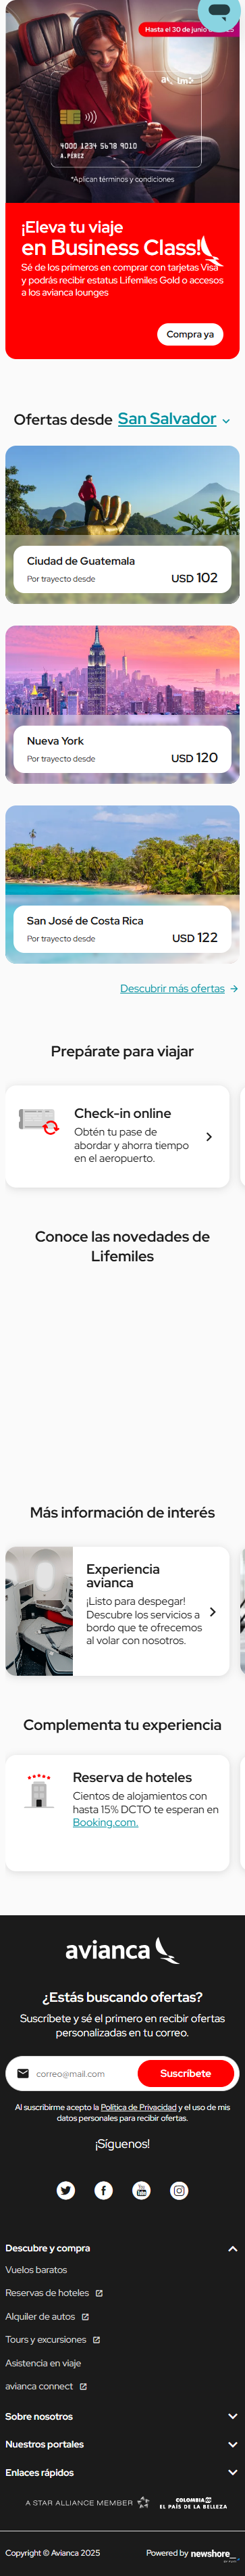 Hasta el 30 de junio
4000 1234 5678 9010
A.PÉREZ
*Aplican términos y condiciones
¡Eleva tu viaje
en Business Class!
Sé de los primeros en comprar con tarjetas Visa
y podrás recibir estatus Lifemiles Gold o accesos
a los avianca lounges
Compra ya
Ofertas desde San Salvador
Ciudad de Guatemala
Por trayecto desde USD 102
Nueva York
Por trayecto desde USD 120
San José de Costa Rica
Por trayecto desde USD 122
Descubrir más ofertas
Prepárate para viajar
Check-in online
Obtén tu pase de
abordar y ahorra tiempo
en el aeropuerto.
Conoce las novedades de
Lifemiles
Más información de interés
Experiencia
avianca
¡Listo para despegar!
Descubre los servicios a
bordo que te ofrecemos
al volar con nosotros.
Complementa tu experiencia
Reserva de hoteles
Cientos de alojamientos con
hasta 15% DCTO te esperan en
Booking.com.
avianca
¿Estás buscando ofertas?
Suscríbete y sé el primero en recibir ofertas
personalizadas en tu correo.
correo@mail.com
Suscríbete
Al suscribirme acepto la Política de Privacidad y el uso de mis
datos personales para recibir ofertas.
¡Síguenos!
You
Tube
Descubre y compra
Vuelos baratos
Reservas de hoteles
Alquiler de autos
Tours y excursiones
Asistencia en viaje
avianca connect
Sobre nosotros
Nuestros portales
Enlaces rápidos
A STAR ALLIANCE MEMBER
COLOMBIA
EL PAÍS DE LA BELLEZA
Copyright © Avianca 2025
Powered by newshore_